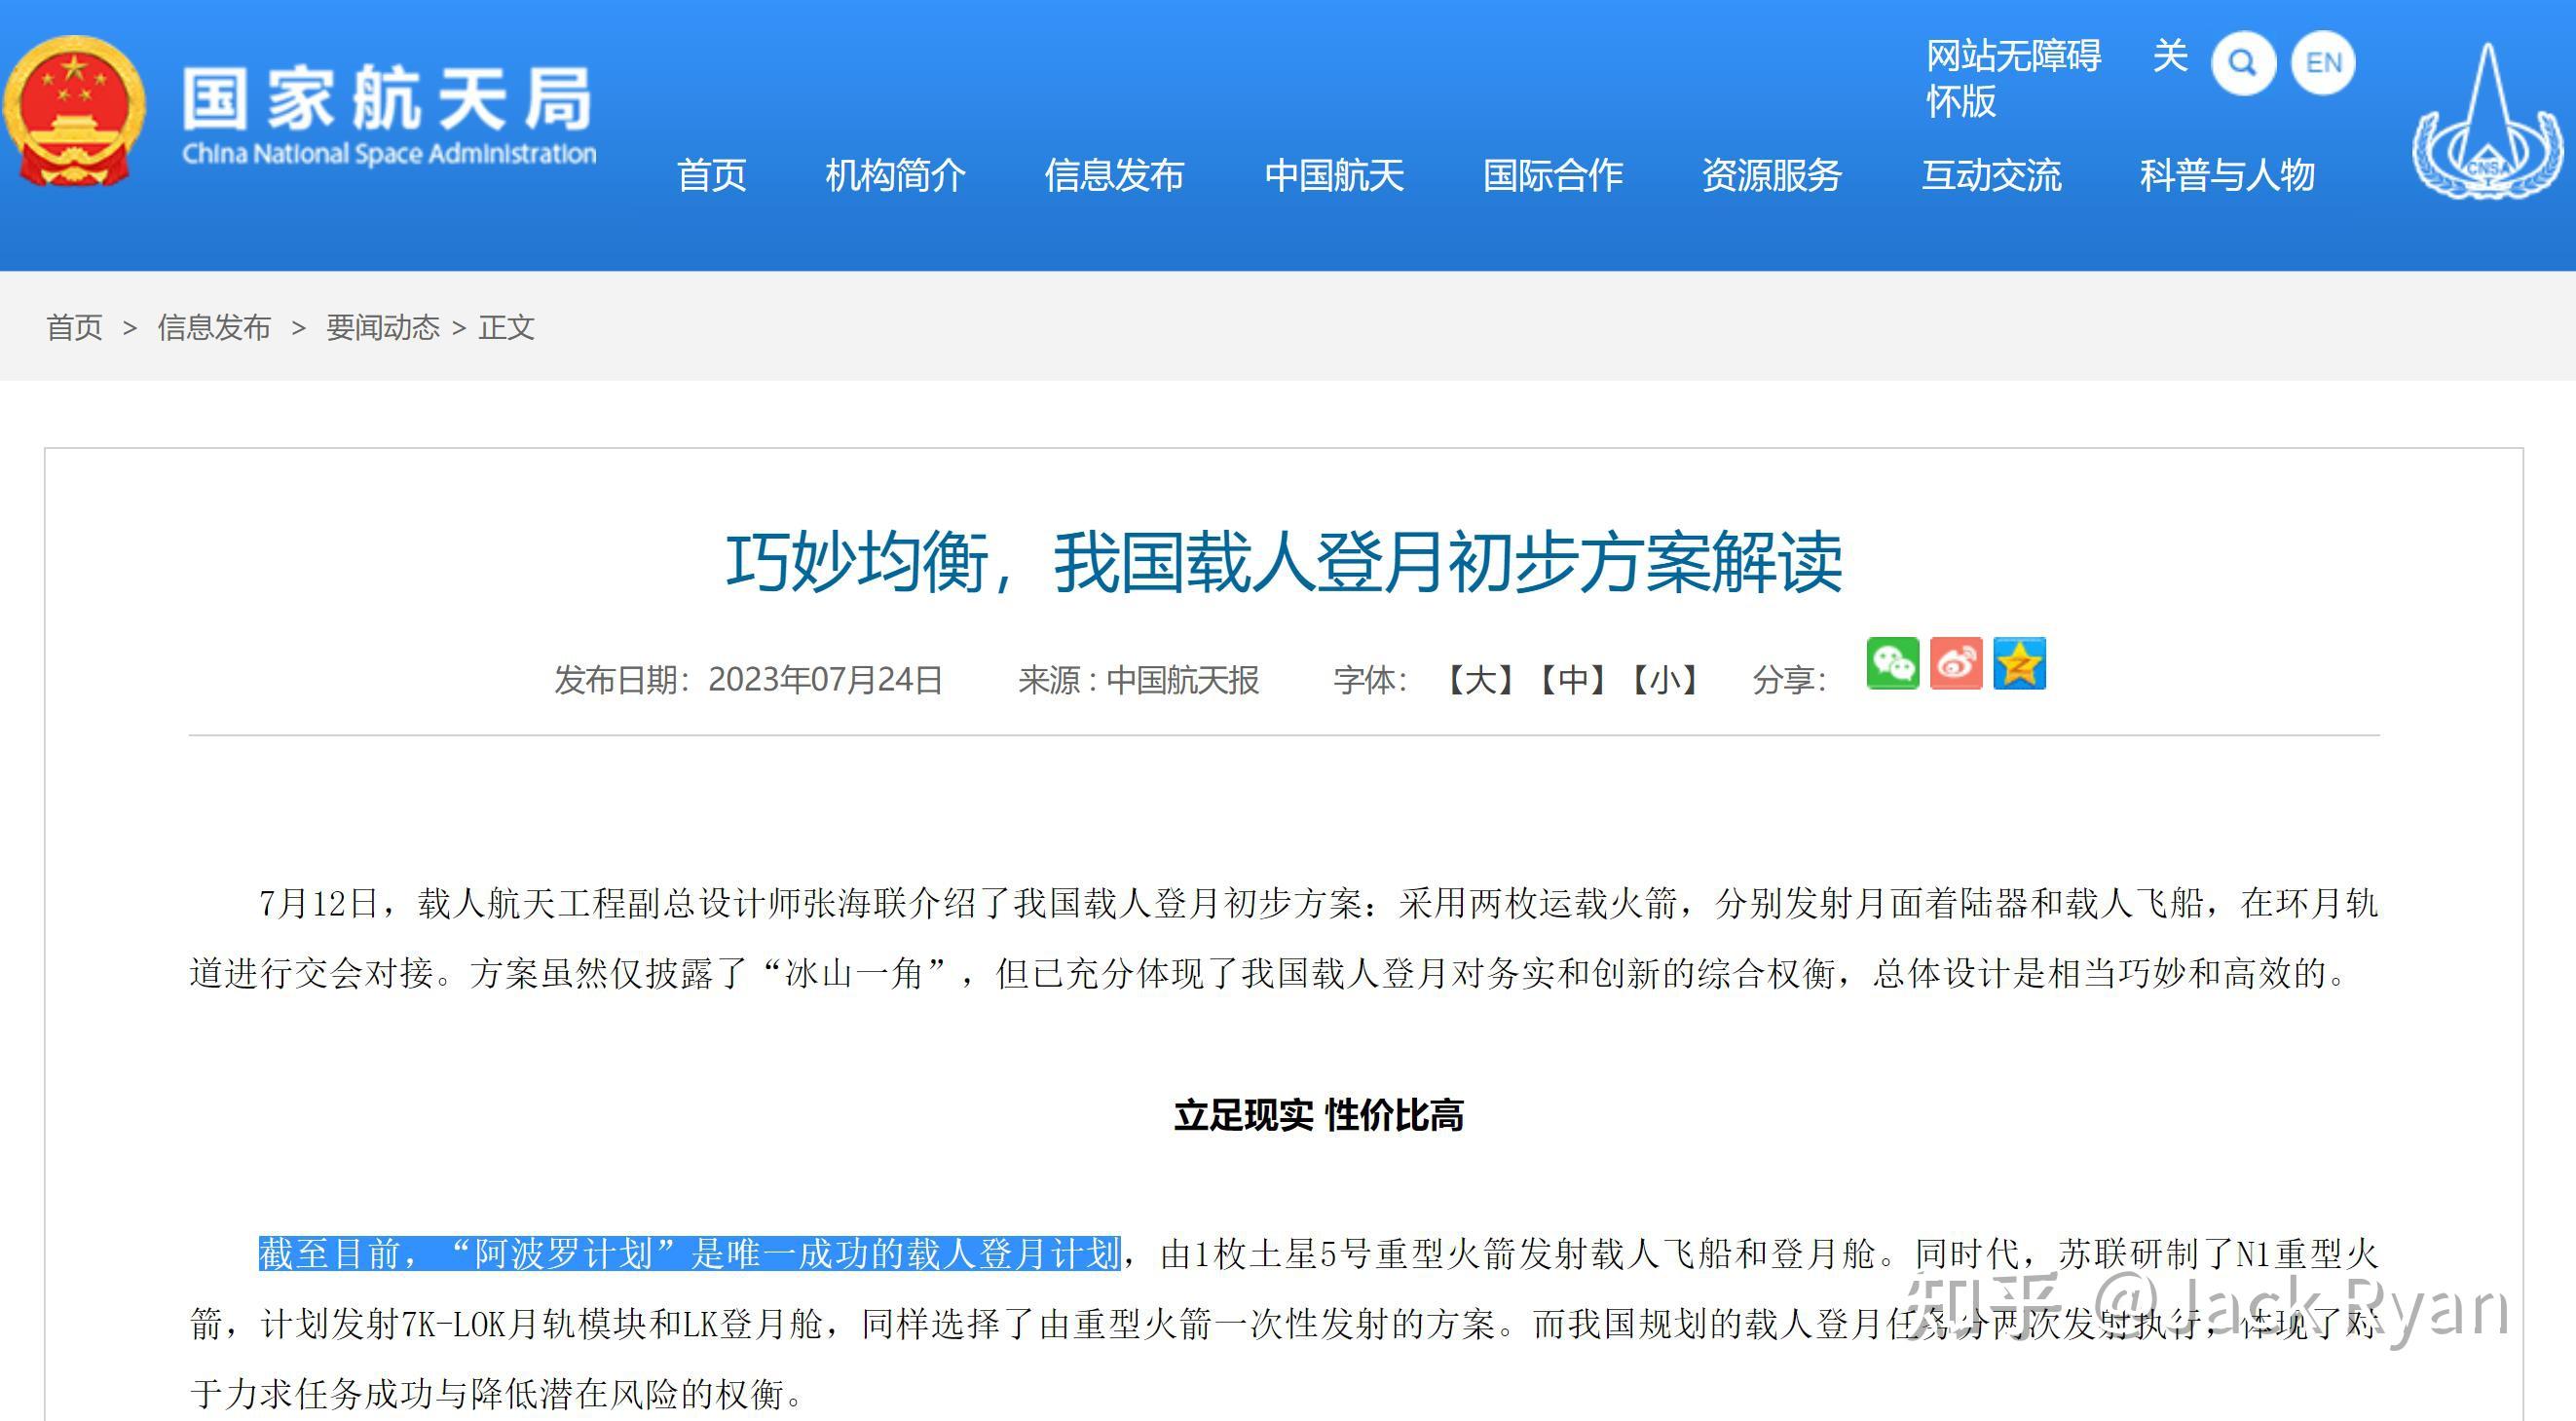 国家航天局
China National Space Administration
网站无障碍 关
怀版
EN
首页 机构简介 信息发布 中国航天 国际合作 资源服务 互动交流 科普与人物
CNSA
首页 > 信息发布 > 要闻动态 > 正文
巧妙均衡，我国载人登月初步方案解读
发布日期：2023年07月24日 来源：中国航天报 字体：【大】【中】【小】 分享：
7月12日，载人航天工程副总设计师张海联介绍了我国载人登月初步方案：采用两枚运载火箭，分别发射月面着陆器和载人飞船，在环月轨
道进行交会对接。方案虽然仅披露了“冰山一角”，但已充分体现了我国载人登月对务实和创新的综合权衡，总体设计是相当巧妙和高效的。
立足现实 性价比高
截至目前，“阿波罗计划”是唯一成功的载人登月计划，由1枚土星5号重型火箭发射载人飞船和登月舱。同时代，苏联研制了N1重型火
箭，计划发射7K-LOK月轨模块和LK登月舱，同样选择了由重型火箭一次性发射的方案。而我国规划的载人登月任务分两次发射执行，体现了对
于力求任务成功与降低潜在风险的权衡。
知乎 @Jack Ryan